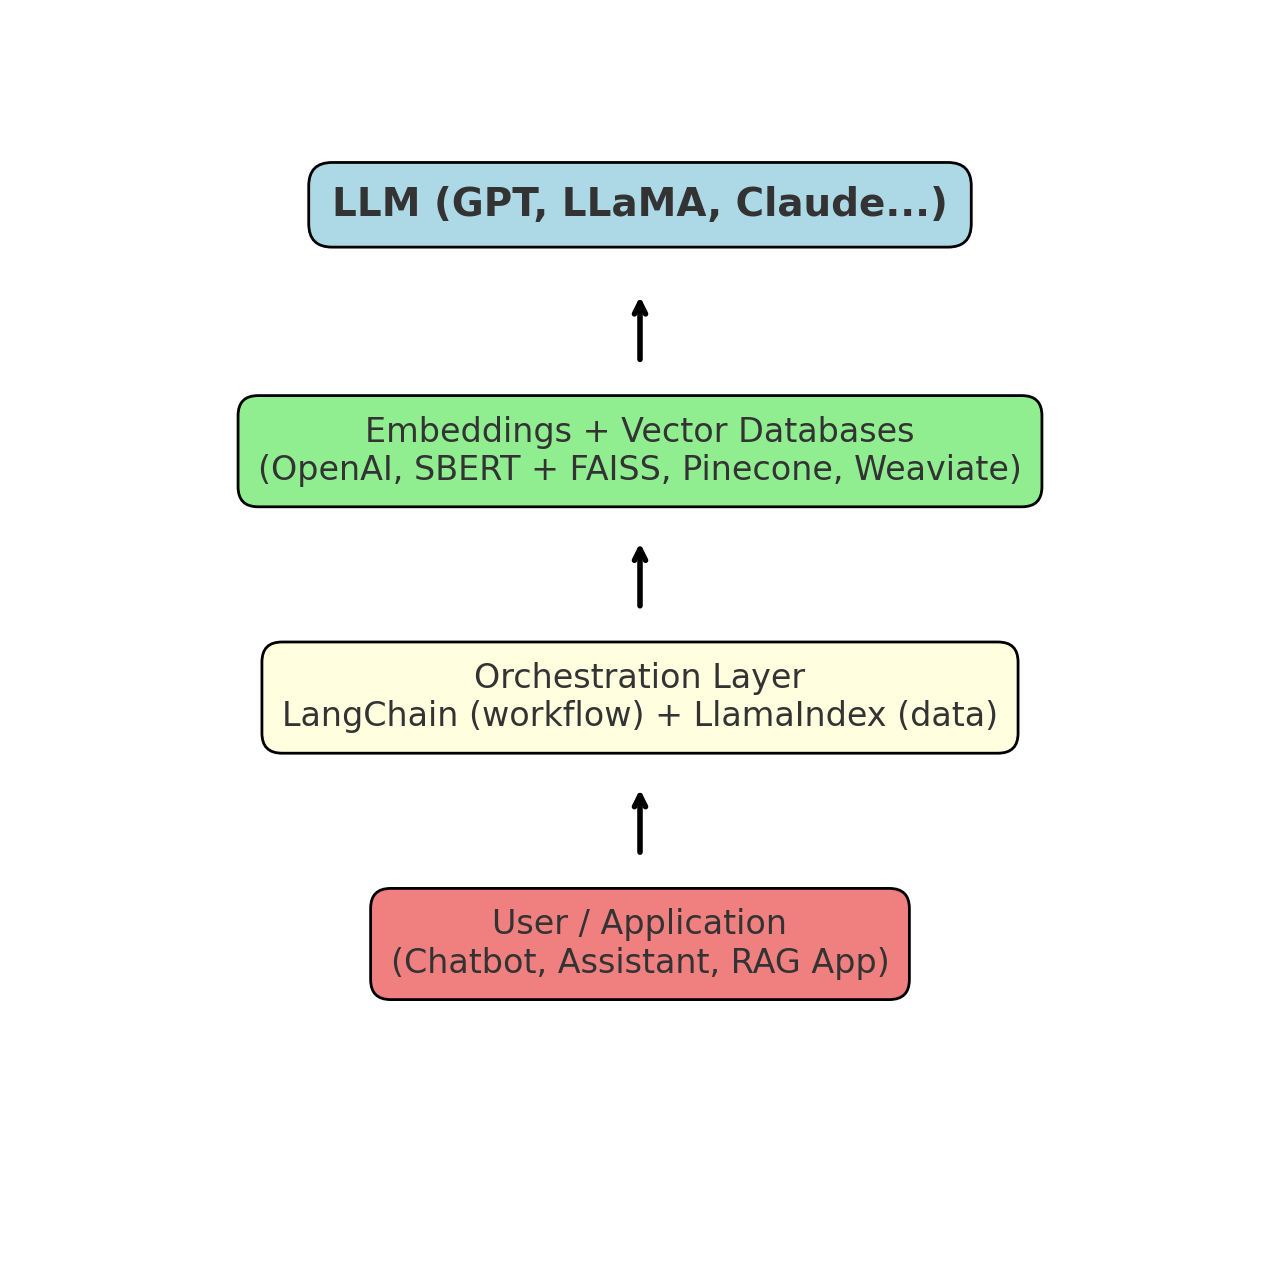 LLM (GPT, LLaMA, Claude...)
Embeddings + Vector Databases
(OpenAI, SBERT + FAISS, Pinecone, Weaviate)
Orchestration Layer
LangChain (workflow) + LlamaIndex (data)
User / Application
(Chatbot, Assistant, RAG App)